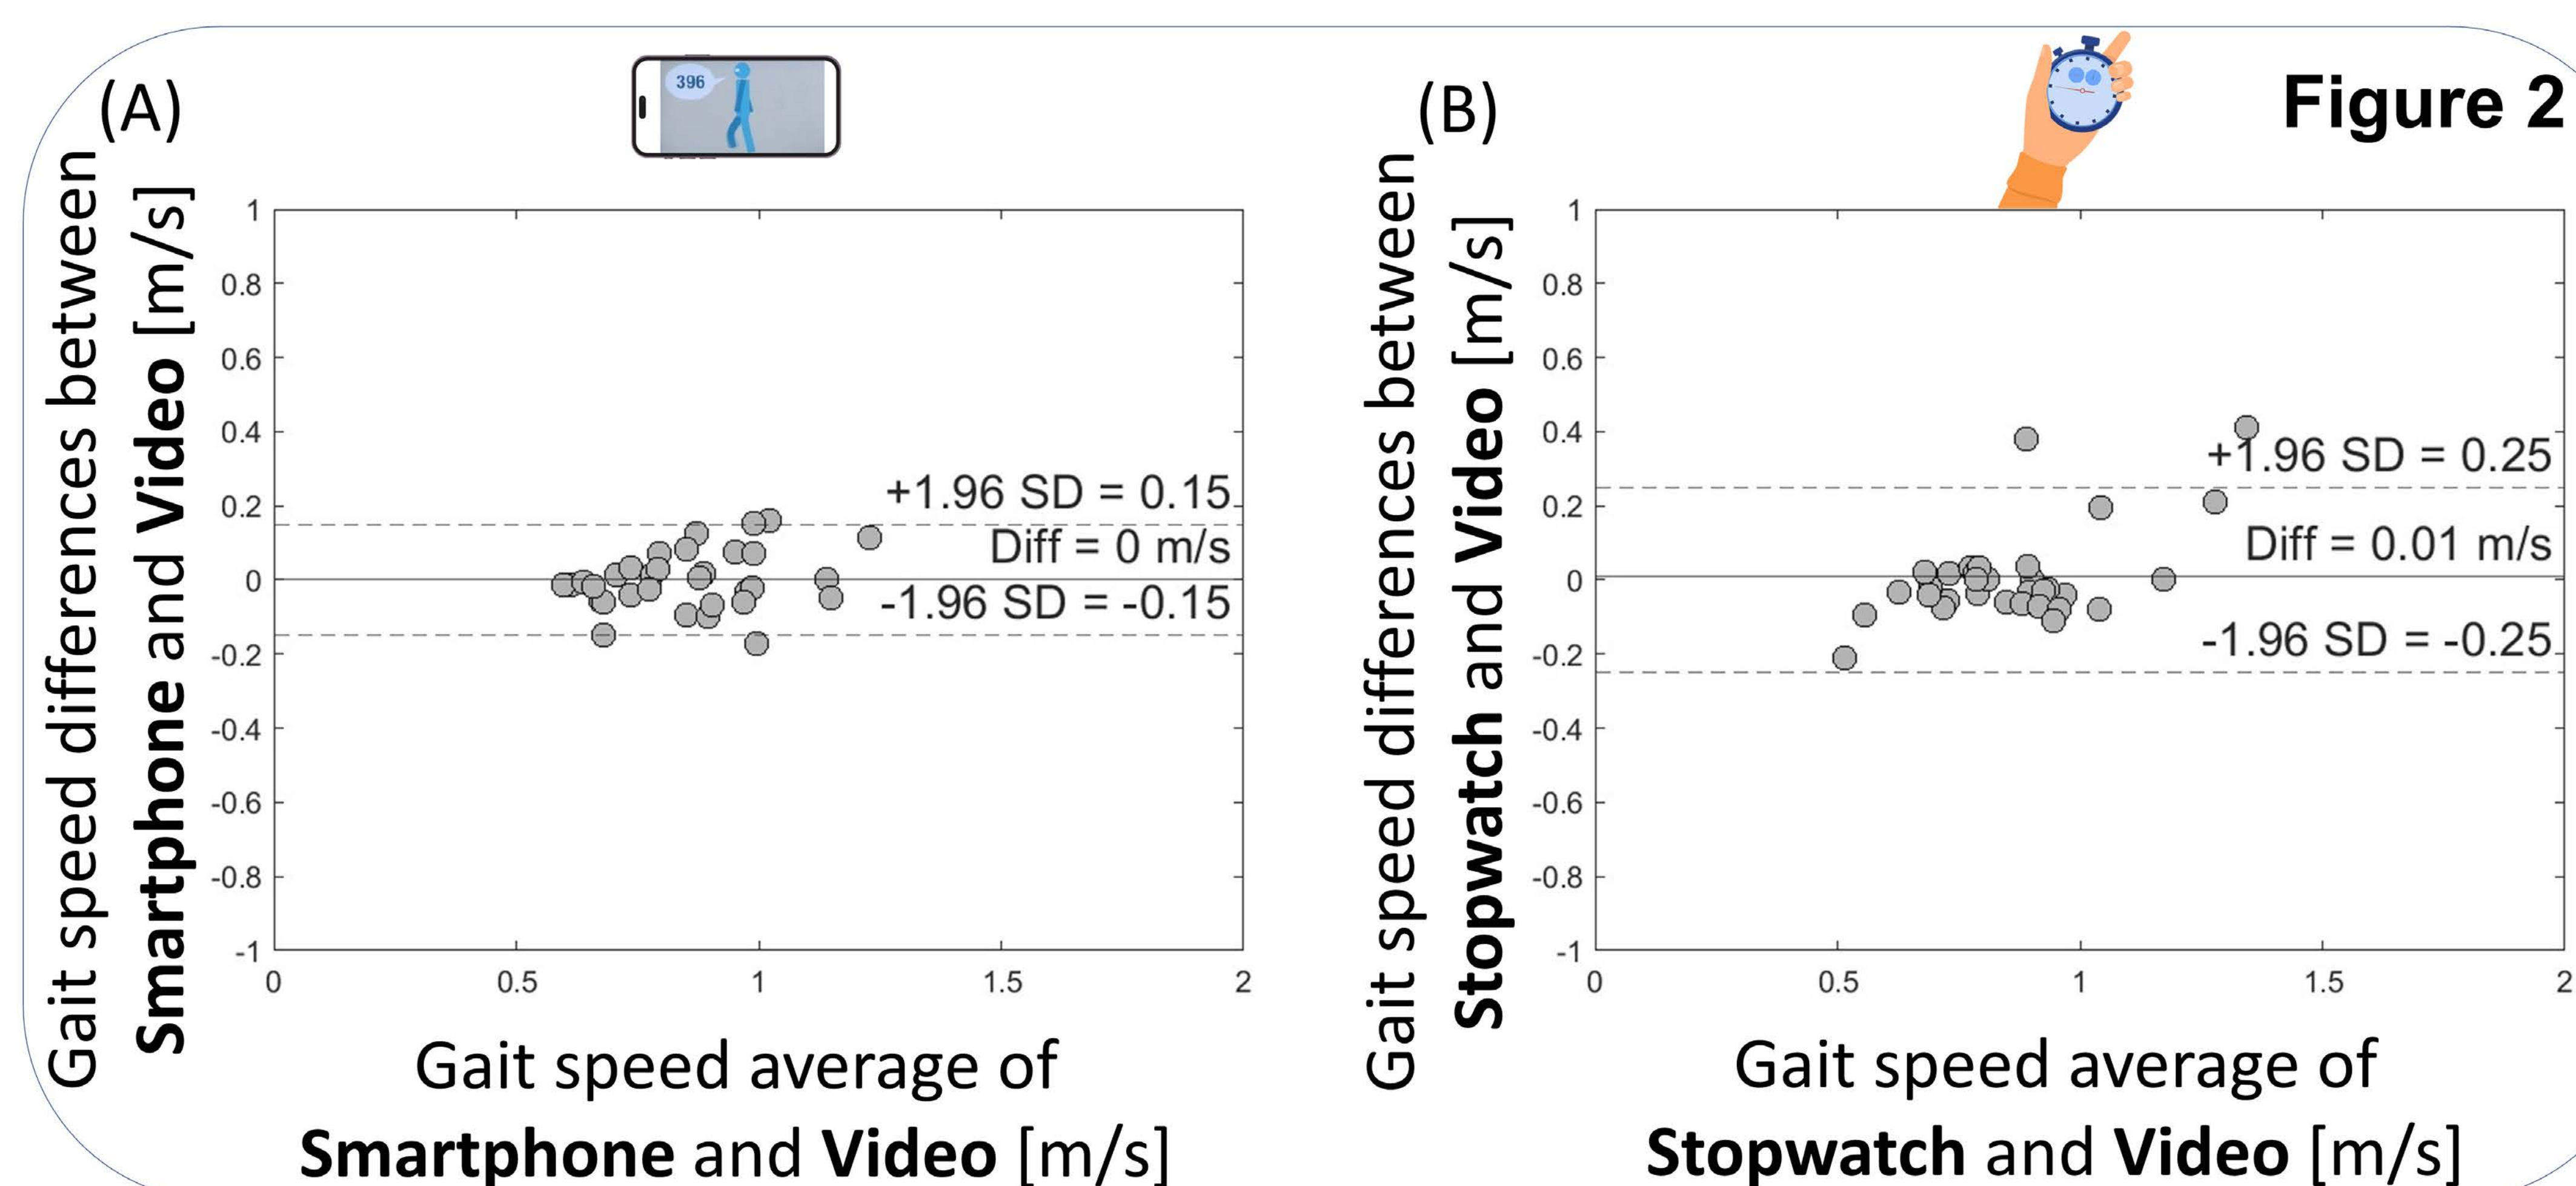 (A)
396
(B)
Figure 2
Gait speed differences between
Smartphone and Video [m/s]
1
0.8
0.6
0.4
0.2
0
-0.2
-0.4
-0.6
-0.8
-1
+1.96 SD = 0.15
Diff = 0 m/s
-1.96 SD = -0.15
0 0.5 1 1.5 2
Gait speed average of
Smartphone and Video [m/s]
Gait speed differences between
Stopwatch and Video [m/s]
1
0.8
0.6
0.4
0.2
0
-0.2
-0.4
-0.6
-0.8
-1
+1.96 SD = 0.25
Diff = 0.01 m/s
-1.96 SD = -0.25
0 0.5 1 1.5 2
Gait speed average of
Stopwatch and Video [m/s]